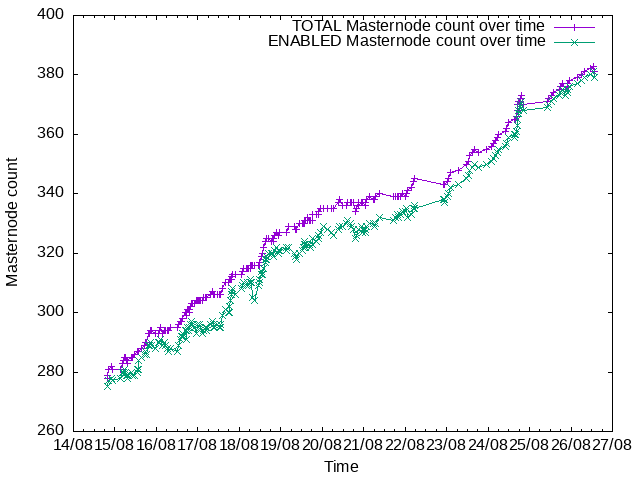 TOTAL Masternode count over time
ENABLED Masternode count over time
400
380
360
340
320
300
280
260
Masternode count
14/08 15/08 16/08 17/08 18/08 19/08 20/08 21/08 22/08 23/08 24/08 25/08 26/08 27/08
Time